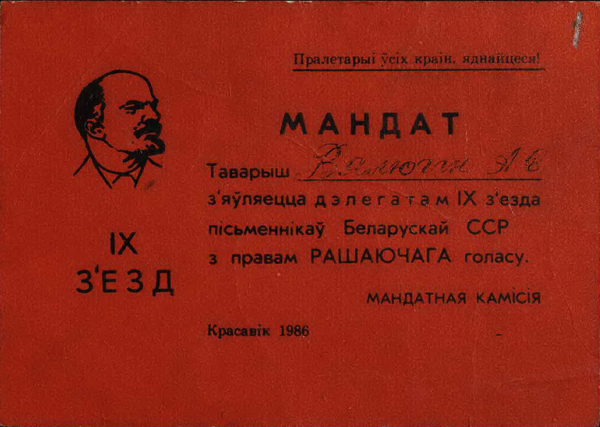 Пралетарыі ўсіх краін, яднайцеся!
МАНДАТ
Таварыш
з'яўляецца дэлегатам IX з'езда
пісьменнікаў Беларускай ССР
з правам РАШАЮЧАГА голасу.
МАНДАТНАЯ КАМІСІЯ
IX
З'ЕЗД
Красавік 1986